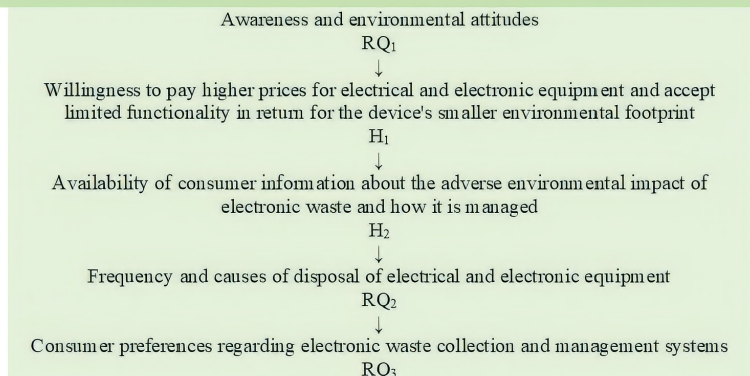 Awareness and environmental attitudes
RQ₁
↓
Willingness to pay higher prices for electrical and electronic equipment and accept
limited functionality in return for the device's smaller environmental footprint
H₁
↓
Availability of consumer information about the adverse environmental impact of
electronic waste and how it is managed
H₂
↓
Frequency and causes of disposal of electrical and electronic equipment
RQ₂
↓
Consumer preferences regarding electronic waste collection and management systems
RQ₃